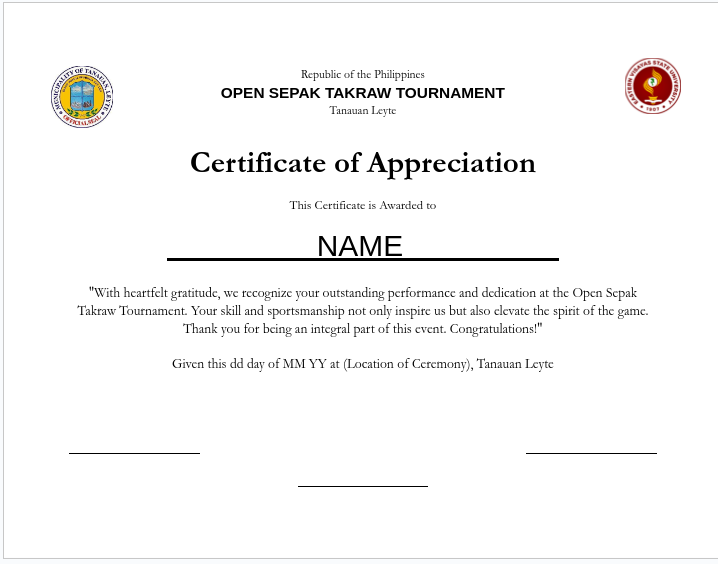 Republic of the Philippines
OPEN SEPAK TAKRAW TOURNAMENT
Tanauan Leyte
MUNICIPALITY OF TANAUAN, LEYTE
OFFICIAL SEAL
EASTERN VISAYAS STATE UNIVERSITY
1907
Certificate of Appreciation
This Certificate is Awarded to
NAME
"With heartfelt gratitude, we recognize your outstanding performance and dedication at the Open Sepak
Takraw Tournament. Your skill and sportsmanship not only inspire us but also elevate the spirit of the game.
Thank you for being an integral part of this event. Congratulations!"
Given this dd day of MM YY at (Location of Ceremony), Tanauan Leyte